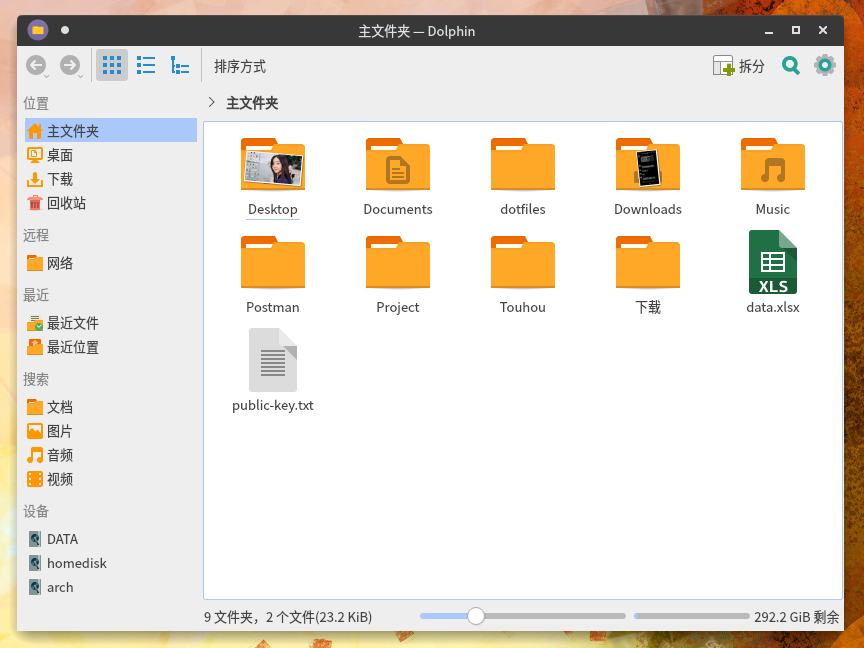 主文件夹 — Dolphin
排序方式
拆分
位置
主文件夹
桌面
下载
回收站
远程
网络
最近
最近文件
最近位置
搜索
文档
图片
音频
视频
设备
DATA
homedisk
arch
主文件夹
Desktop
Documents
dotfiles
Downloads
Music
Postman
Project
Touhou
下载
XLS
data.xlsx
public-key.txt
9 文件夹，2 个文件(23.2 KiB)
292.2 GiB 剩余